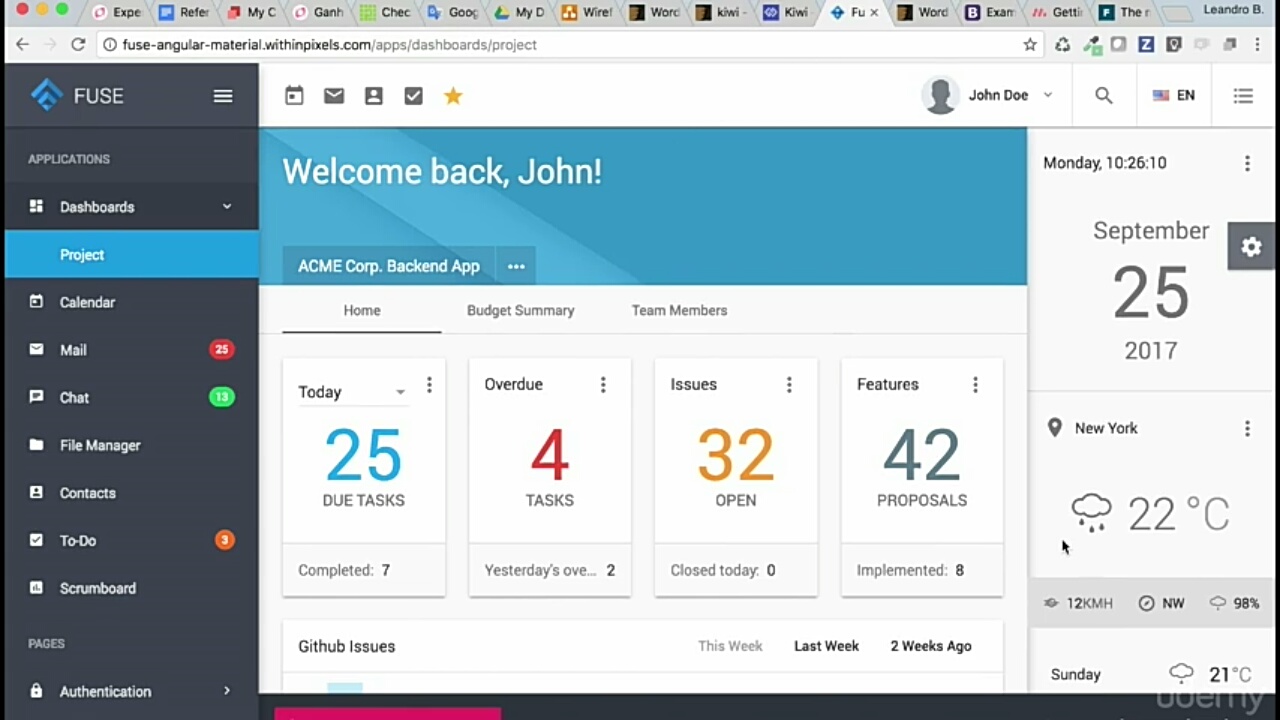 Expe
Refer
My C
Ganh
Chec
Goog
My D
Wire!
Word
kiwi -
Kiwi
Fu
Word
Exam
Getti
The r
Leandro B.
fuse-angular-material.withinpixels.com/apps/dashboards/project
FUSE
John Doe
EN
APPLICATIONS
Dashboards
Project
Calendar
Mail 25
Chat 13
File Manager
Contacts
To-Do 3
Scrumboard
PAGES
Authentication
Welcome back, John!
ACME Corp. Backend App
Home
Budget Summary
Team Members
Today
25
DUE TASKS
Completed: 7
Overdue
4
TASKS
Yesterday's ove... 2
Issues
32
OPEN
Closed today: 0
Features
42
PROPOSALS
Implemented: 8
Github Issues
This Week
Last Week
2 Weeks Ago
Monday, 10:26:10
September
25
2017
New York
22 °C
12KMH
NW
98%
Sunday
21°C
udemy